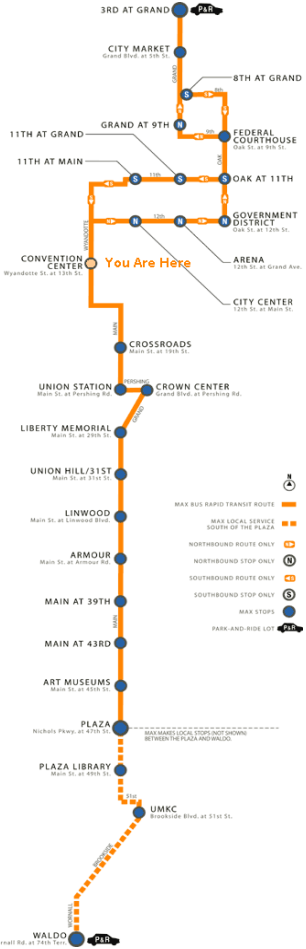 3RD AT GRAND
P&R
CITY MARKET
Grand Blvd. at 5th St.
GRAND
8TH AT GRAND
S
8th
GRAND AT 9TH
N
9th
FEDERAL
COURTHOUSE
Oak St. at 9th St.
11TH AT GRAND
OAK
11TH AT MAIN
S
11th
S
S
OAK AT 11TH
WYANDOTTE
12th
N
N
N
GOVERNMENT
DISTRICT
Oak St. at 12th St.
CONVENTION
CENTER
Wyandotte St. at 13th St.
You Are Here
ARENA
12th St. at Grand Ave.
CITY CENTER
12th St. at Main St.
MAIN
CROSSROADS
Main St. at 19th St.
UNION STATION
Main St. at Pershing Rd.
PERSHING
CROWN CENTER
Grand Blvd. at Pershing Rd.
GRAND
LIBERTY MEMORIAL
Main St. at 29th St.
UNION HILL/31ST
Main St. at 31st St.
LINWOOD
Main St. at Linwood Blvd.
ARMOUR
Main St. at Armour Rd.
MAIN AT 39TH
MAIN
MAIN AT 43RD
ART MUSEUMS
Main St. at 45th St.
PLAZA
Nichols Pkwy. at 47th St.
MAX MAKES LOCAL STOPS (NOT SHOWN)
BETWEEN THE PLAZA AND WALDO.
PLAZA LIBRARY
Main St. at 49th St.
51st
UMKC
Brookside Blvd. at 51st St.
BROOKSIDE
WORNALL
WALDO
rnall Rd. at 74th Terr.
P&R
N
MAX BUS RAPID TRANSIT ROUTE
MAX LOCAL SERVICE
SOUTH OF THE PLAZA
NORTHBOUND ROUTE ONLY
NORTHBOUND STOP ONLY
N
SOUTHBOUND ROUTE ONLY
SOUTHBOUND STOP ONLY
S
MAX STOPS
PARK-AND-RIDE LOT
P&R